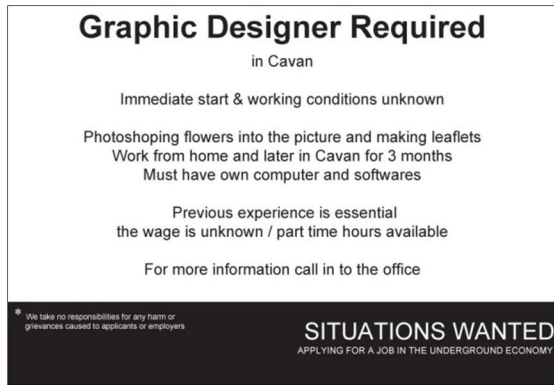 Graphic Designer Required
in Cavan
Immediate start & working conditions unknown
Photoshoping flowers into the picture and making leaflets
Work from home and later in Cavan for 3 months
Must have own computer and softwares
Previous experience is essential
the wage is unknown / part time hours available
For more information call in to the office
* We take no responsibilities for any harm or
grievances caused to applicants or employers
SITUATIONS WANTED
APPLYING FOR A JOB IN THE UNDERGROUND ECONOMY